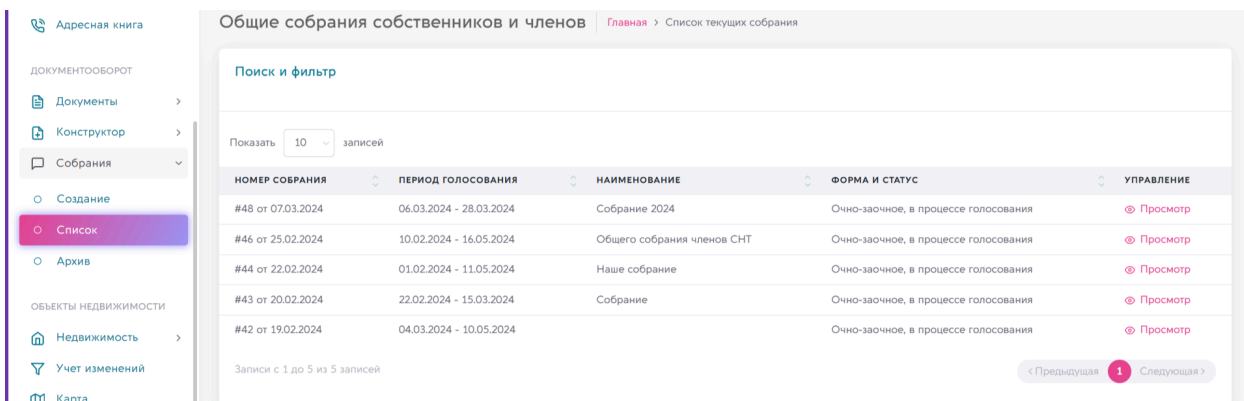 Адресная книга
ДОКУМЕНТООБОРОТ
Документы
Конструктор
Собрания
Создание
Список
Архив
ОБЪЕКТЫ НЕДВИЖИМОСТИ
Недвижимость
Учет изменений
Карта
Общие собрания собственников и членов Главная > Список текущих собрания
Поиск и фильтр
Показать 10 записей
НОМЕР СОБРАНИЯ ПЕРИОД ГОЛОСОВАНИЯ НАИМЕНОВАНИЕ ФОРМА И СТАТУС УПРАВЛЕНИЕ
#48 от 07.03.2024 06.03.2024 - 28.03.2024 Собрание 2024 Очно-заочное, в процессе голосования Просмотр
#46 от 25.02.2024 10.02.2024 - 16.05.2024 Общего собрания членов СНТ Очно-заочное, в процессе голосования Просмотр
#44 от 22.02.2024 01.02.2024 - 11.05.2024 Наше собрание Очно-заочное, в процессе голосования Просмотр
#43 от 20.02.2024 22.02.2024 - 15.03.2024 Собрание Очно-заочное, в процессе голосования Просмотр
#42 от 19.02.2024 04.03.2024 - 10.05.2024 Очно-заочное, в процессе голосования Просмотр
Записи с 1 до 5 из 5 записей
< Предыдущая 1 Следующая >